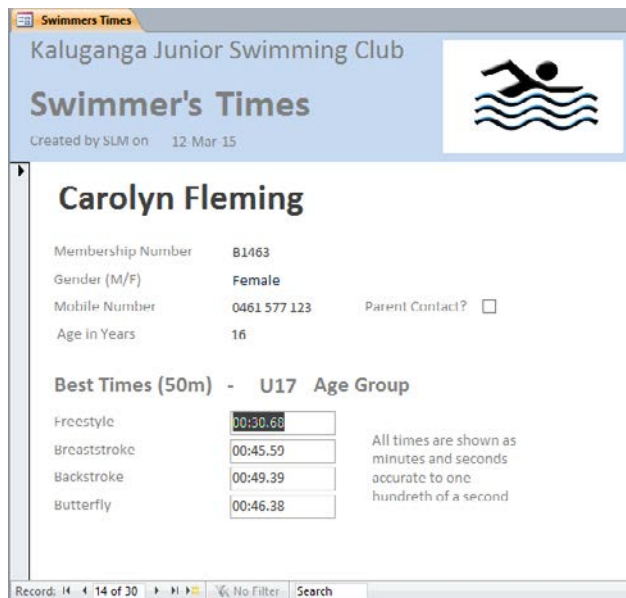 Swimmers Times
Kaluganga Junior Swimming Club
Swimmer's Times
Created by SLM on 12-Mar-15
Carolyn Fleming
Membership Number B1463
Gender (M/F) Female
Mobile Number 0461 577 123 Parent Contact?
Age in Years 16
Best Times (50m) - U17 Age Group
Freestyle 00:30.68
Breaststroke 00:45.59
Backstroke 00:49.39
Butterfly 00:46.38
All times are shown as
minutes and seconds
accurate to one
hundreth of a second
Record: 14 of 30 No Filter Search